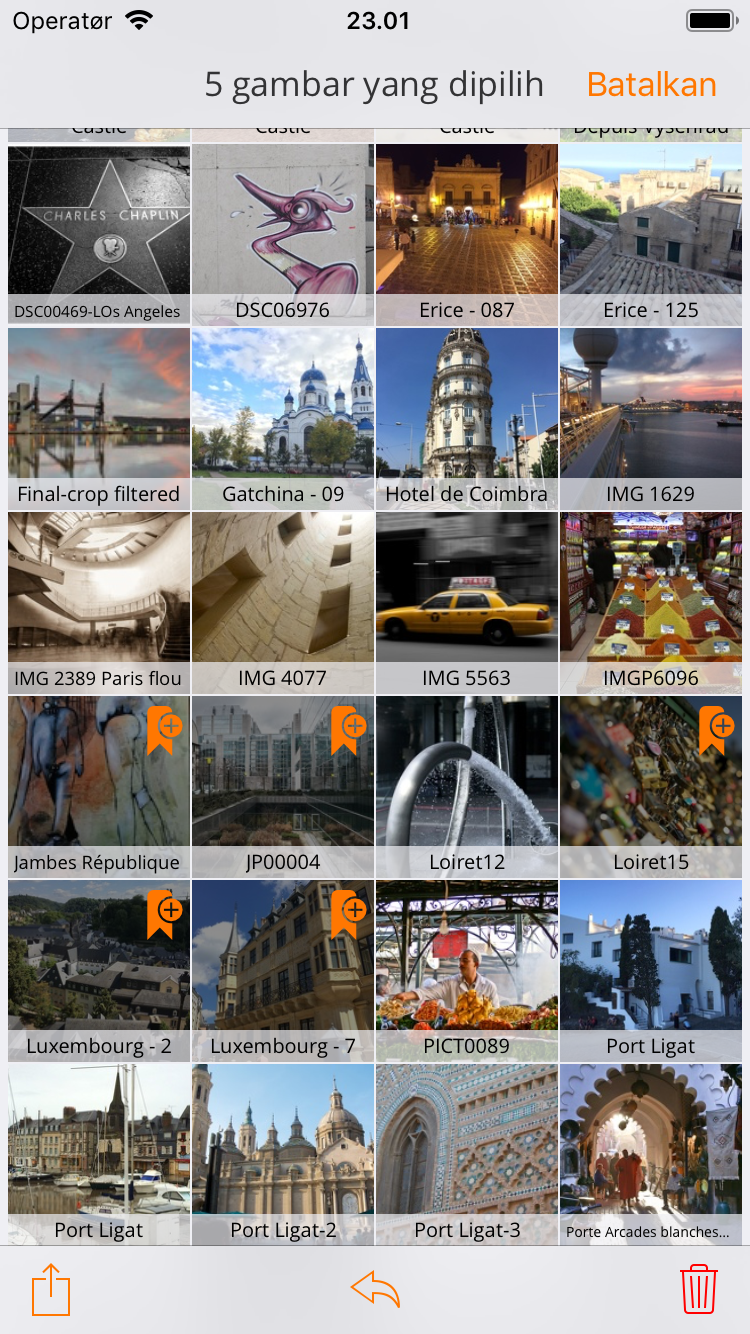 Operatør 23.01
5 gambar yang dipilih Batalkan
Castle Castle Castle Depuis Vysehrad
CHARLES CHAPLIN
DSC00469-LOs Angeles DSC06976 Erice - 087 Erice - 125
Final-crop filtered Gatchina - 09 Hotel de Coimbra IMG 1629
IMG 2389 Paris flou IMG 4077 IMG 5563 IMGP6096
Jambes République JP00004 Loiret12 Loiret15
Luxembourg - 2 Luxembourg - 7 PICT0089 Port Ligat
Port Ligat Port Ligat-2 Port Ligat-3 Porte Arcades blanches...